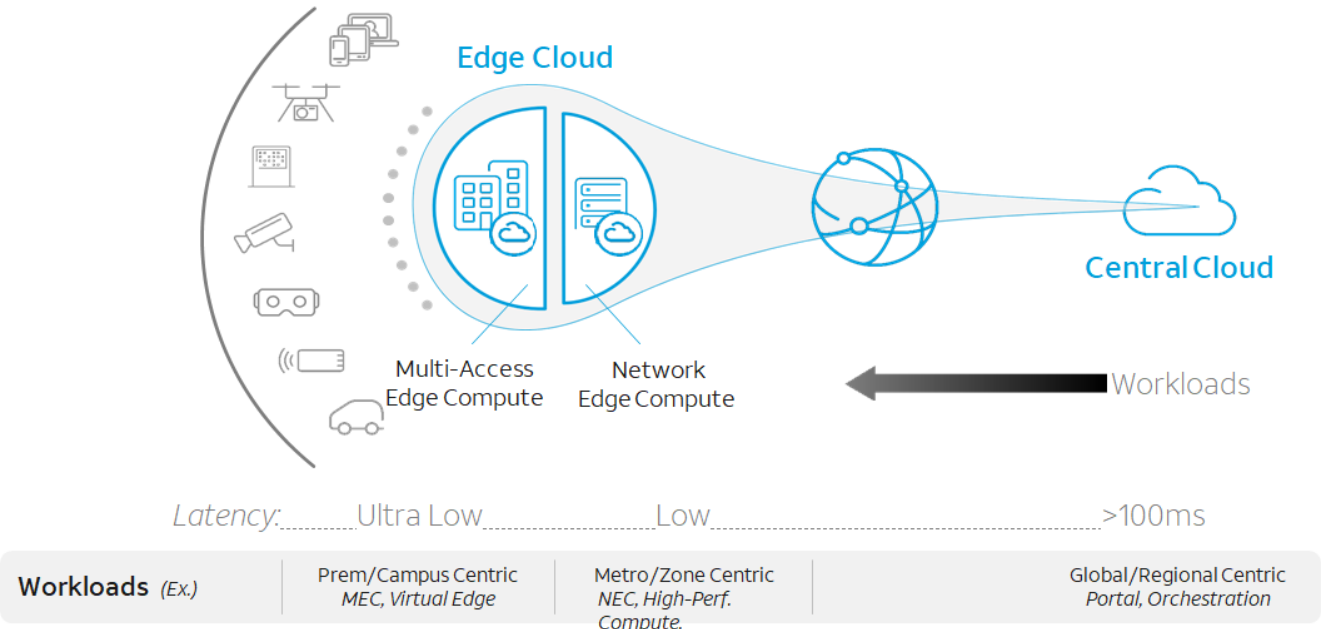 Edge Cloud
Central Cloud
Multi-Access
Edge Compute
Network
Edge Compute
Workloads
Latency: Ultra Low Low >100ms
Workloads (Ex.)
Prem/Campus Centric
MEC, Virtual Edge
Metro/Zone Centric
NEC, High-Perf.
Compute.
Global/Regional Centric
Portal, Orchestration